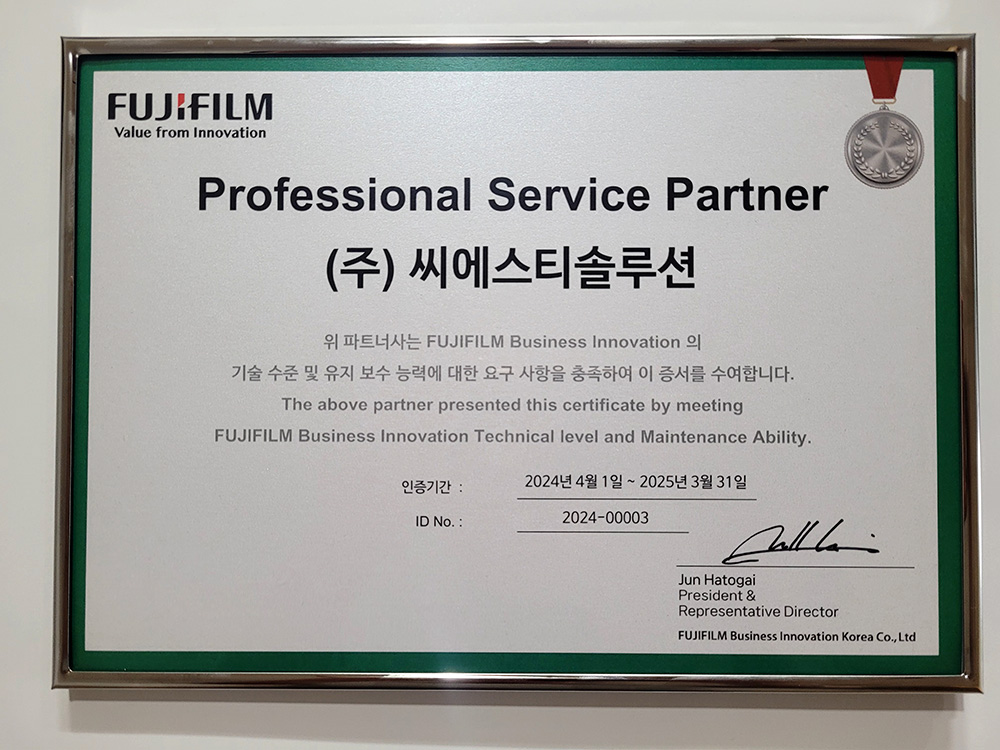 FUJIFILM
Value from Innovation
Professional Service Partner
(주) 씨에스티솔루션
위 파트너사는 FUJIFILM Business Innovation 의
기술 수준 및 유지 보수 능력에 대한 요구 사항을 충족하여 이 증서를 수여합니다.
The above partner presented this certificate by meeting
FUJIFILM Business Innovation Technical level and Maintenance Ability.
인증기간 : 2024년 4월 1일 ~ 2025년 3월 31일
ID No. : 2024-00003
Jun Hatogai
President &
Representative Director
FUJIFILM Business Innovation Korea Co., Ltd